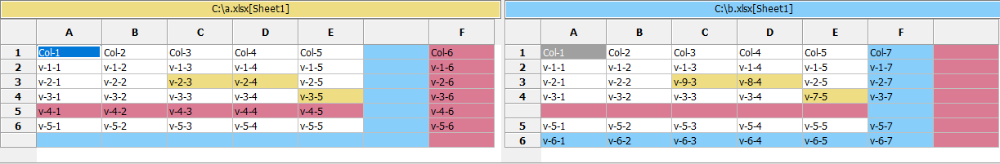 C:\a.xlsx[Sheet1] C:\b.xlsx[Sheet1]
A B C D E F A B C D E F
1 Col-1 Col-2 Col-3 Col-4 Col-5 Col-6 1 Col-1 Col-2 Col-3 Col-4 Col-5 Col-7
2 v-1-1 v-1-2 v-1-3 v-1-4 v-1-5 v-1-6 2 v-1-1 v-1-2 v-1-3 v-1-4 v-1-5 v-1-7
3 v-2-1 v-2-2 v-2-3 v-2-4 v-2-5 v-2-6 3 v-2-1 v-2-2 v-9-3 v-8-4 v-2-5 v-2-7
4 v-3-1 v-3-2 v-3-3 v-3-4 v-3-5 v-3-6 4 v-3-1 v-3-2 v-3-3 v-3-4 v-7-5 v-3-7
5 v-4-1 v-4-2 v-4-3 v-4-4 v-4-5 v-4-6
6 v-5-1 v-5-2 v-5-3 v-5-4 v-5-5 v-5-6 5 v-5-1 v-5-2 v-5-3 v-5-4 v-5-5 v-5-7
6 v-6-1 v-6-2 v-6-3 v-6-4 v-6-5 v-6-7